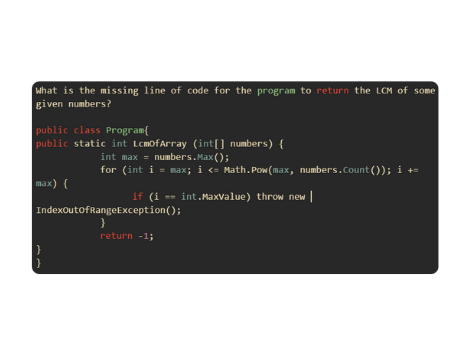 What is the missing line of code for the program to return the LCM of some
given numbers?
public class Program{
public static int LcmOfArray (int[] numbers) {
int max = numbers.Max();
for (int i = max; i <= Math.Pow(max, numbers.Count()); i +=
max) {
if (i == int.MaxValue) throw new
IndexOutOfRangeException();
}
return -1;
}
}